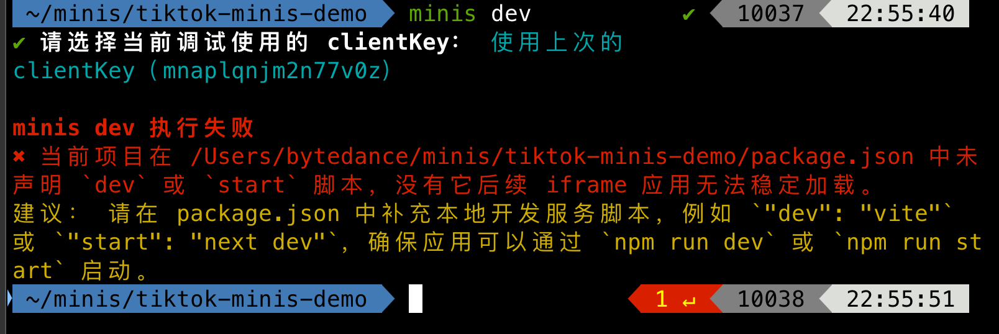 ~/minis/tiktok-minis-demo minis dev ✔ 10037 22:55:40
✔ 请选择当前调试使用的 clientKey： 使用上次的
clientKey（mnaplqnjm2n77v0z）
minis dev 执行失败
✖ 当前项目在 /Users/bytedance/minis/tiktok-minis-demo/package.json 中未
声明 `dev` 或 `start` 脚本，没有它后续 iframe 应用无法稳定加载。
建议： 请在 package.json 中补充本地开发服务脚本，例如 `"dev": "vite"`
或 `"start": "next dev"`，确保应用可以通过 `npm run dev` 或 `npm run st
art` 启动。
~/minis/tiktok-minis-demo 1 ↵ 10038 22:55:51